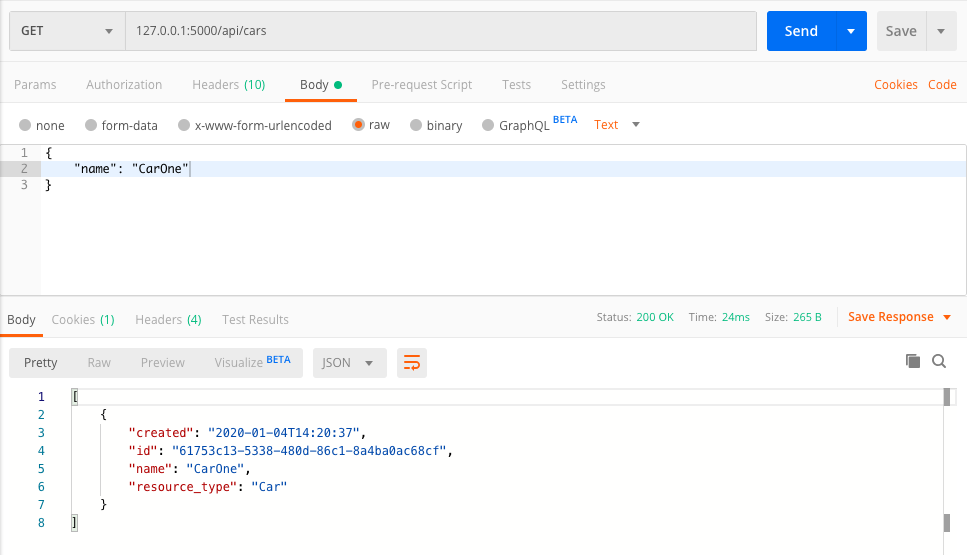 GET 127.0.0.1:5000/api/cars Send Save
Params Authorization Headers (10) Body Pre-request Script Tests Settings Cookies Code
none form-data x-www-form-urlencoded raw binary GraphQL BETA Text
1 {
2 "name": "CarOne"
3 }
Body Cookies (1) Headers (4) Test Results Status: 200 OK Time: 24ms Size: 265 B Save Response
Pretty Raw Preview Visualize BETA JSON
1 [
2 {
3 "created": "2020-01-04T14:20:37",
4 "id": "61753c13-5338-480d-86c1-8a4ba0ac68cf",
5 "name": "CarOne",
6 "resource_type": "Car"
7 }
8 ]